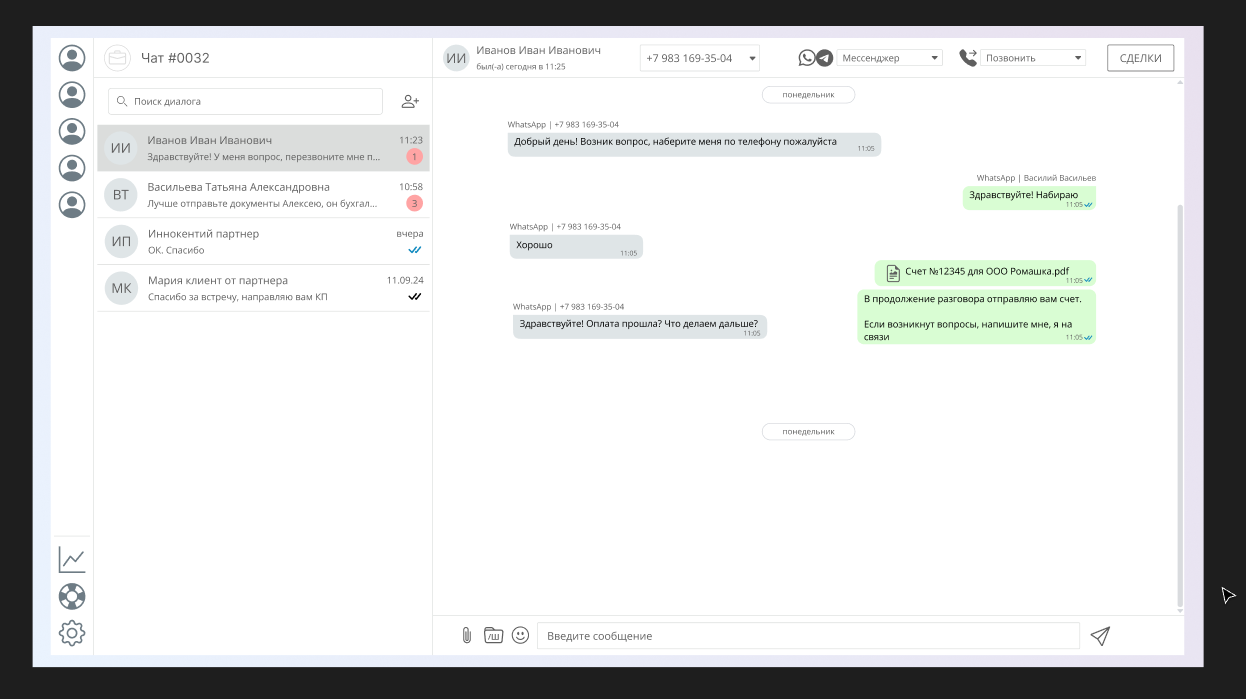 Чат #0032
Поиск диалога
ИИ
Иванов Иван Иванович
11:23
Здравствуйте! У меня вопрос, перезвоните мне п...
1
ВТ
Васильева Татьяна Александровна
10:58
Лучше отправьте документы Алексею, он бухгал...
3
ИП
Иннокентий партнер
вчера
ОК. Спасибо
МК
Мария клиент от партнера
11.09.24
Спасибо за встречу, направляю вам КП
ИИ
Иванов Иван Иванович
был(-а) сегодня в 11:25
+7 983 169-35-04
Мессенджер
Позвонить
СДЕЛКИ
понедельник
WhatsApp | +7 983 169-35-04
Добрый день! Возник вопрос, наберите меня по телефону пожалуйста
11:05
WhatsApp | Василий Васильев
Здравствуйте! Набираю
11:05
WhatsApp | +7 983 169-35-04
Хорошо
11:05
Счет №12345 для ООО Ромашка.pdf
11:05
В продолжение разговора отправляю вам счет.
Если возникнут вопросы, напишите мне, я на
связи
11:05
WhatsApp | +7 983 169-35-04
Здравствуйте! Оплата прошла? Что делаем дальше?
11:05
понедельник
/Ш
Введите сообщение